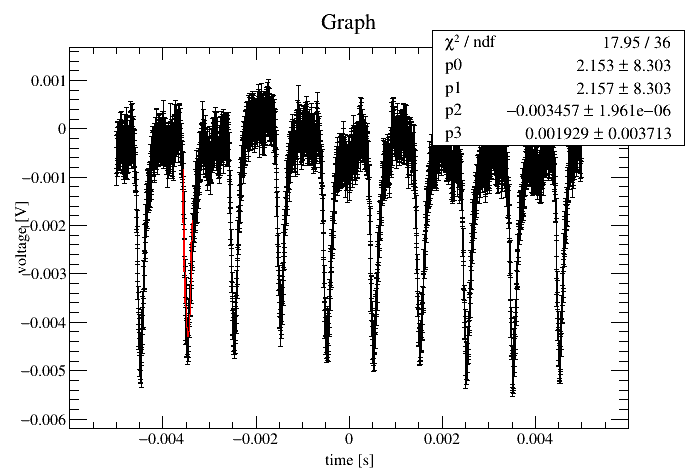 Graph
χ² / ndf 17.95 / 36
p0 2.153 ± 8.303
p1 2.157 ± 8.303
p2 −0.003457 ± 1.961e−06
p3 0.001929 ± 0.003713
0.001
0
−0.001
−0.002
−0.003
−0.004
−0.005
−0.006
voltage [V]
−0.004 −0.002 0 0.002 0.004
time [s]